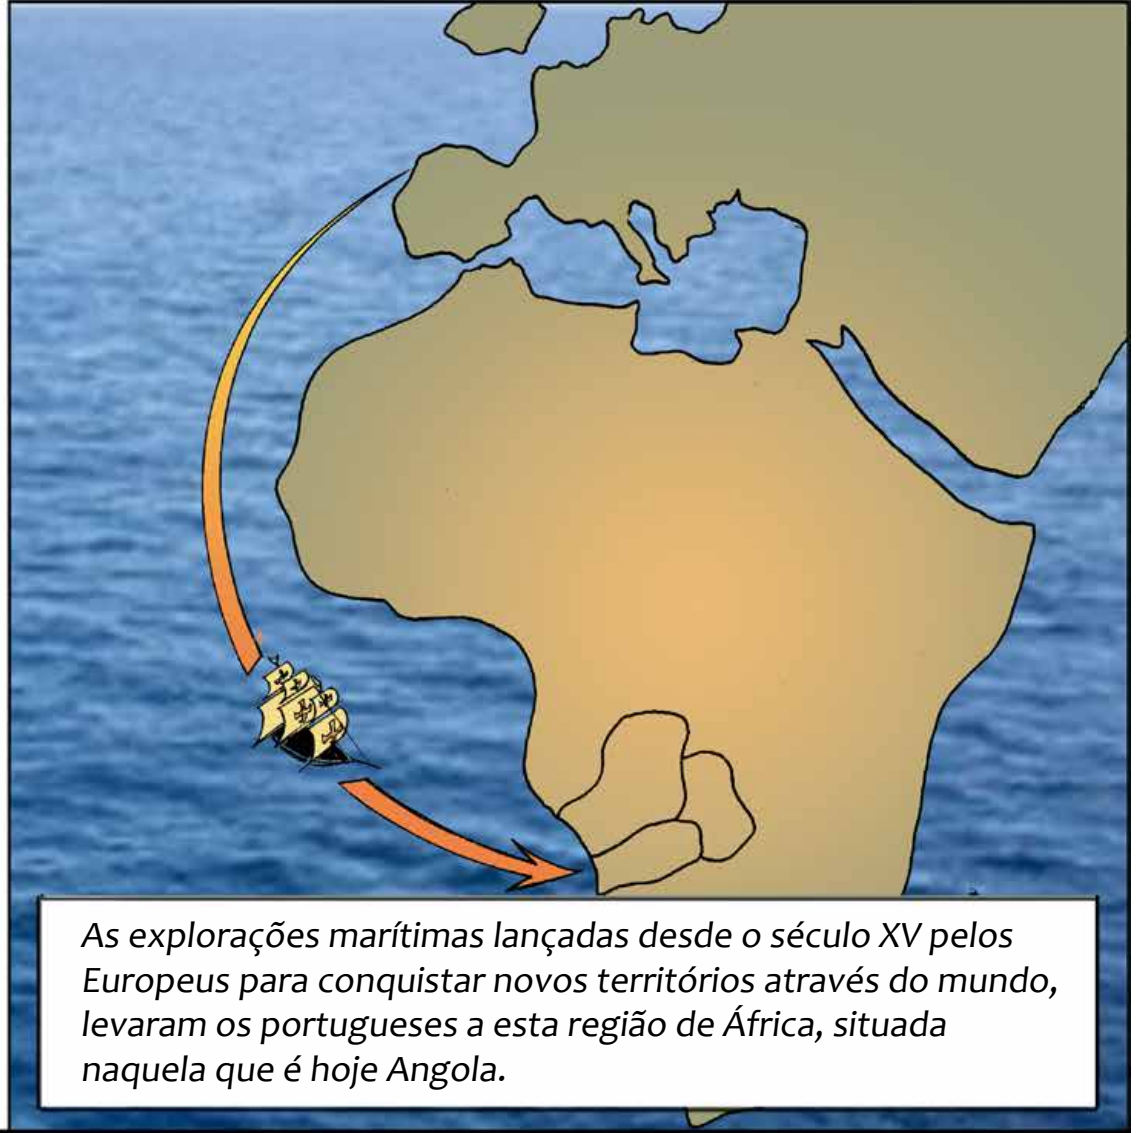 As explorações marítimas lançadas desde o século XV pelos
Europeus para conquistar novos territórios através do mundo,
levaram os portugueses a esta região de África, situada
naquela que é hoje Angola.